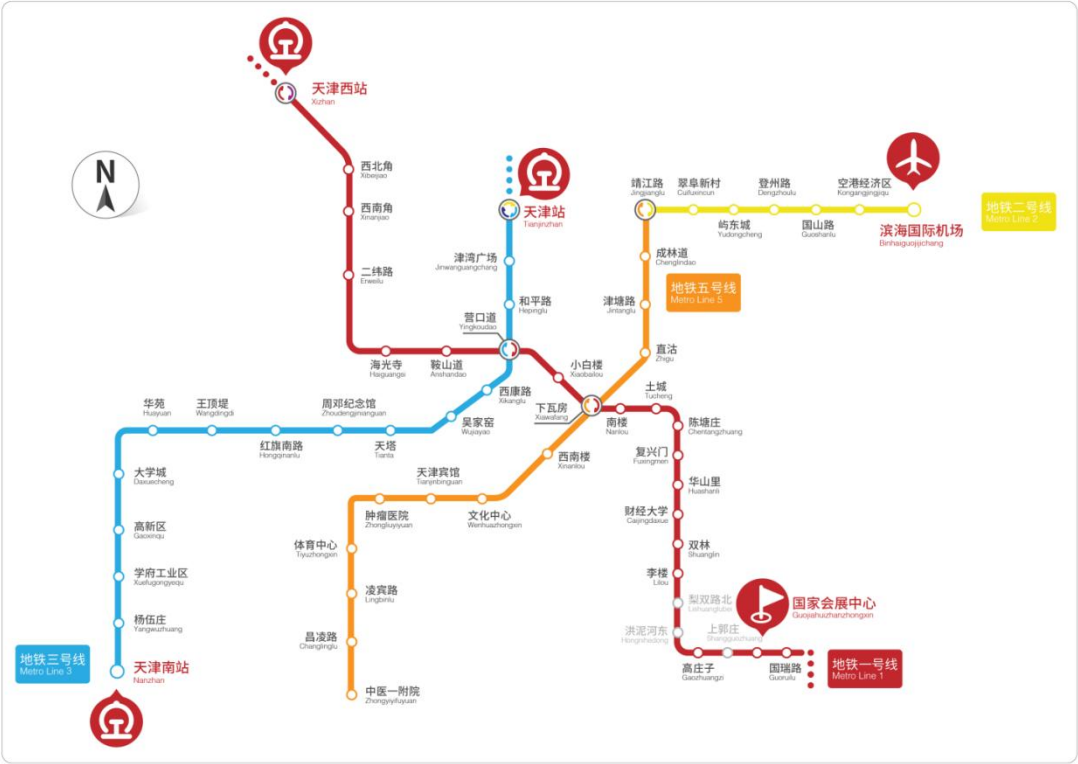 天津西站
Xizhan
N
西北角
Xibeijiao
西南角
Xinanjiao
二纬路
Erweilu
海光寺
Haiguangsi
鞍山道
Anshandao
营口道
Yingkoudao
天津站
Tianjinzhan
津湾广场
Jinwanguangchang
和平路
Hepinglu
小白楼
Xiaobailou
下瓦房
Xiawafang
靖江路
Jingjianglu
翠阜新村
Cuifuxincun
屿东城
Yudongcheng
登州路
Dengzhoulu
国山路
Guoshanlu
空港经济区
Kongangjingjiqu
滨海国际机场
Binhaiguojijichang
地铁二号线
Metro Line 2
成林道
Chenglindao
地铁五号线
Metro Line 5
津塘路
Jintanglu
直沽
Zhigu
西康路
Xikanglu
吴家窑
Wujiayao
天塔
Tianta
周邓纪念馆
Zhoudengjinianguan
红旗南路
Hongqinanlu
王顶堤
Wangdingdi
华苑
Huayuan
大学城
Daxuecheng
高新区
Gaoxinqu
学府工业区
Xuefugongyequ
杨伍庄
Yangwuzhuang
地铁三号线
Metro Line 3
天津南站
Nanzhan
西南楼
Xinanlou
文化中心
Wenhuazhongxin
天津宾馆
Tianjinbinguan
肿瘤医院
Zhongliuyiyuan
体育中心
Tiyuzhongxin
凌宾路
Lingbinlu
昌凌路
Changlinglu
中医一附院
Zhongyiyifuyuan
南楼
Nanlou
土城
Tucheng
陈塘庄
Chentangzhuang
复兴门
Fuxingmen
华山里
Huashanli
财经大学
Caijingdaxue
双林
Shuanglin
李楼
Lilou
梨双路北
Lishuanglubei
洪泥河东
Hongnihedong
高庄子
Gaozhuangzi
上郭庄
Shangguozhuang
国家会展中心
Guojiahuizhanzhongxin
国瑞路
Guoruilu
地铁一号线
Metro Line 1